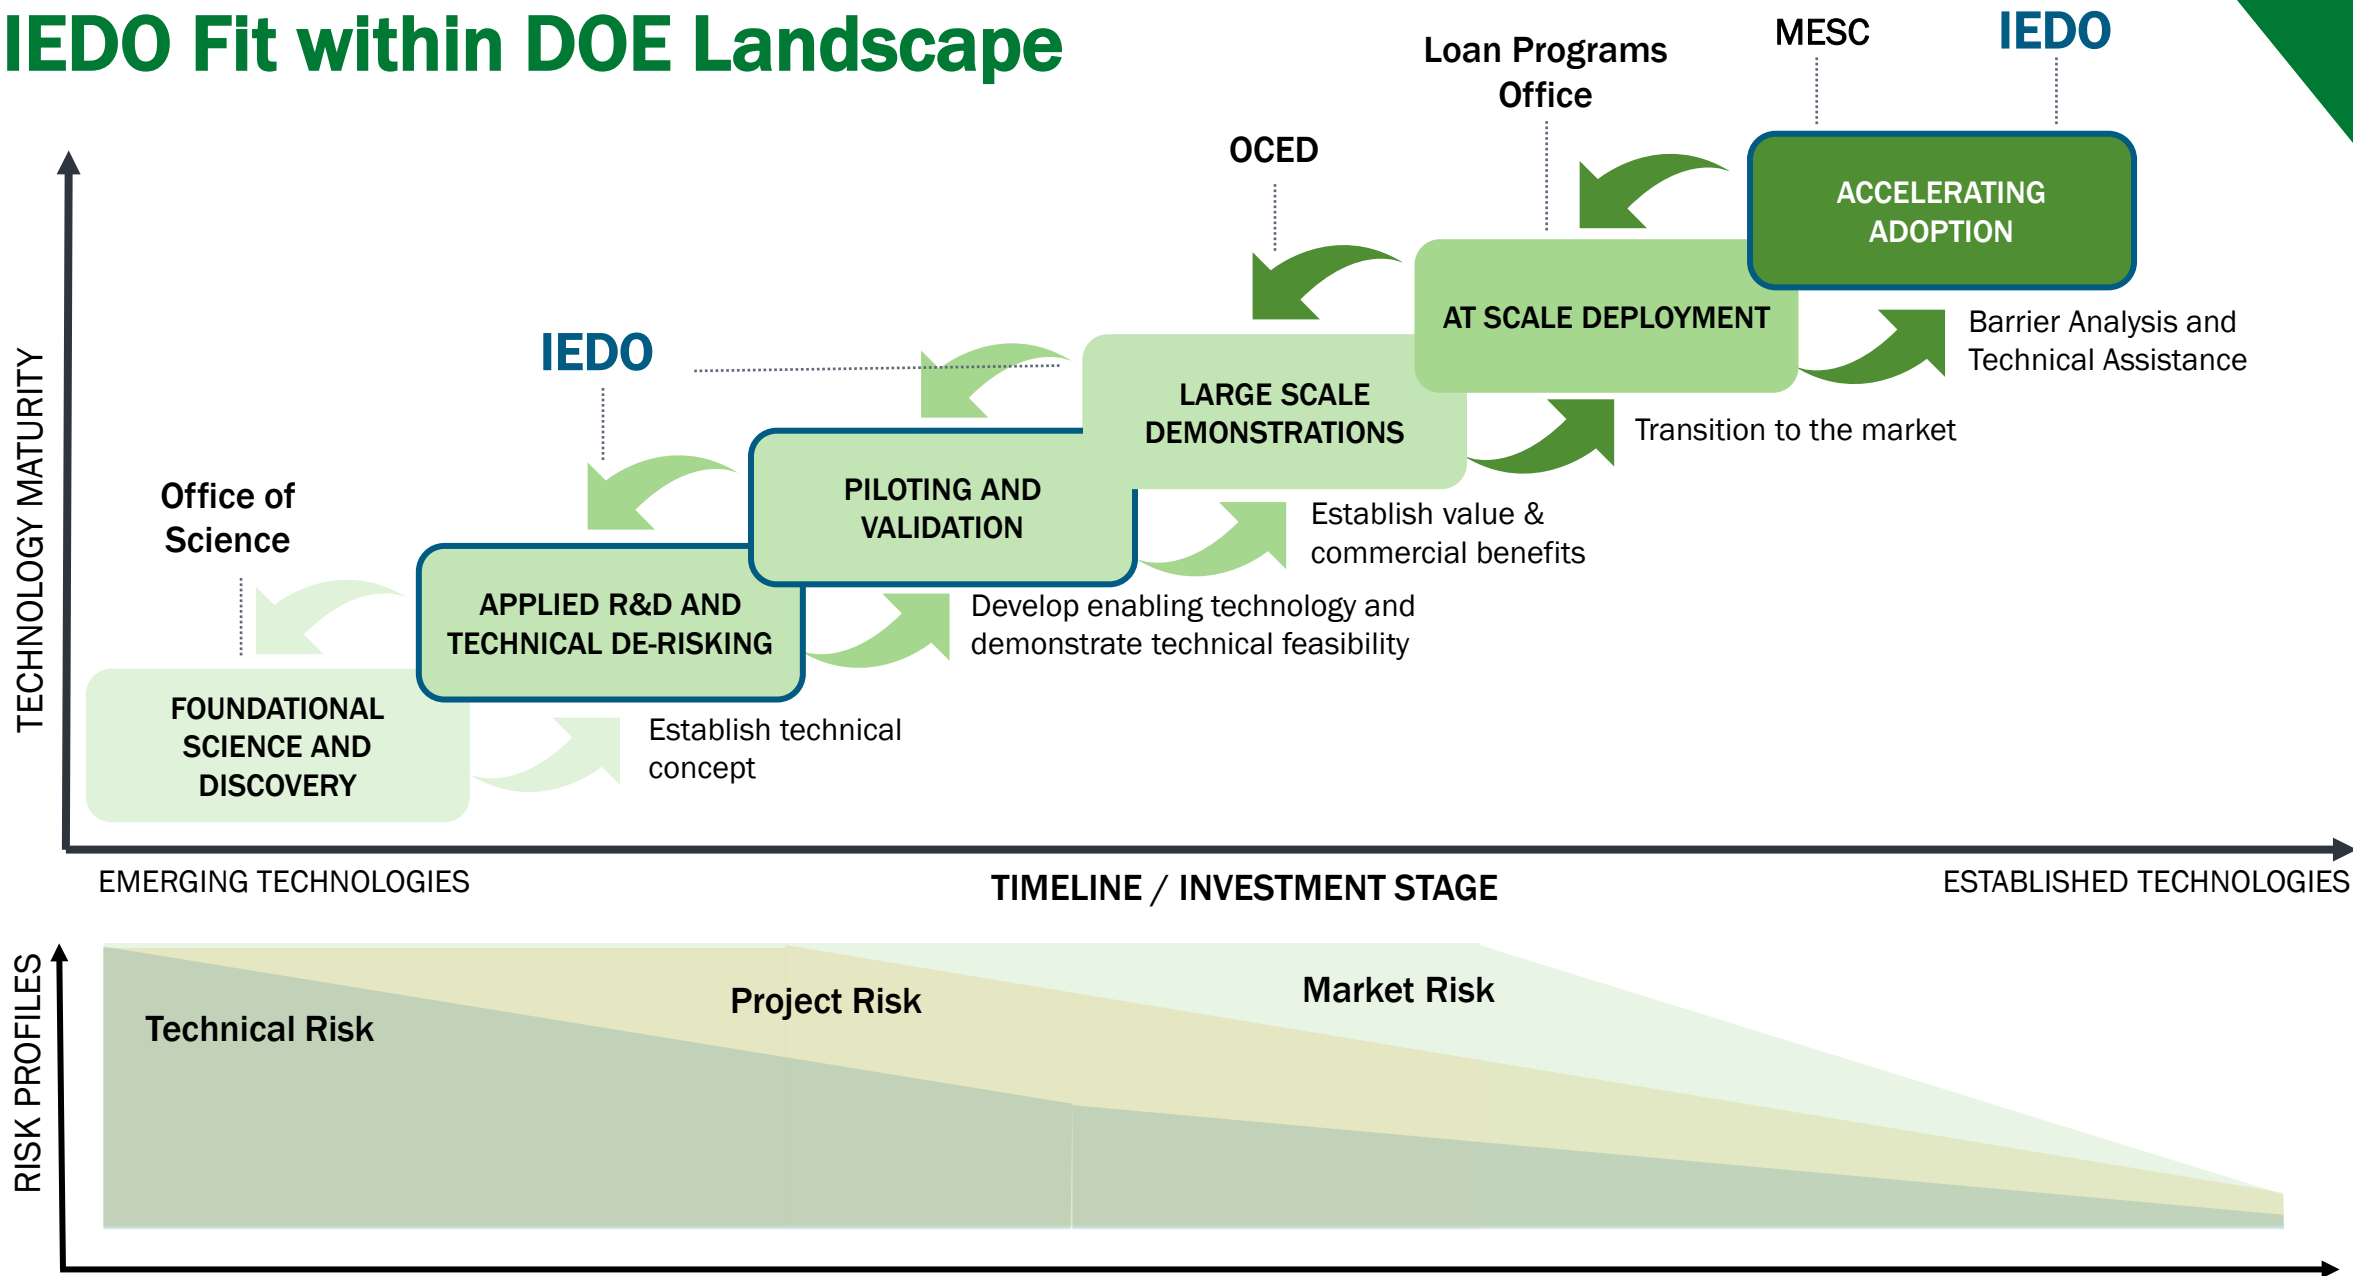 IEDO Fit within DOE Landscape
Loan Programs
Office
MESC
IEDO
OCED
ACCELERATING
ADOPTION
AT SCALE DEPLOYMENT
Barrier Analysis and
Technical Assistance
IEDO
LARGE SCALE
DEMONSTRATIONS
Transition to the market
TECHNOLOGY MATURITY
Office of
Science
PILOTING AND
VALIDATION
Establish value &
commercial benefits
APPLIED R&D AND
TECHNICAL DE-RISKING
Develop enabling technology and
demonstrate technical feasibility
FOUNDATIONAL
SCIENCE AND
DISCOVERY
Establish technical
concept
EMERGING TECHNOLOGIES
TIMELINE / INVESTMENT STAGE
ESTABLISHED TECHNOLOGIES
RISK PROFILES
Technical Risk
Project Risk
Market Risk